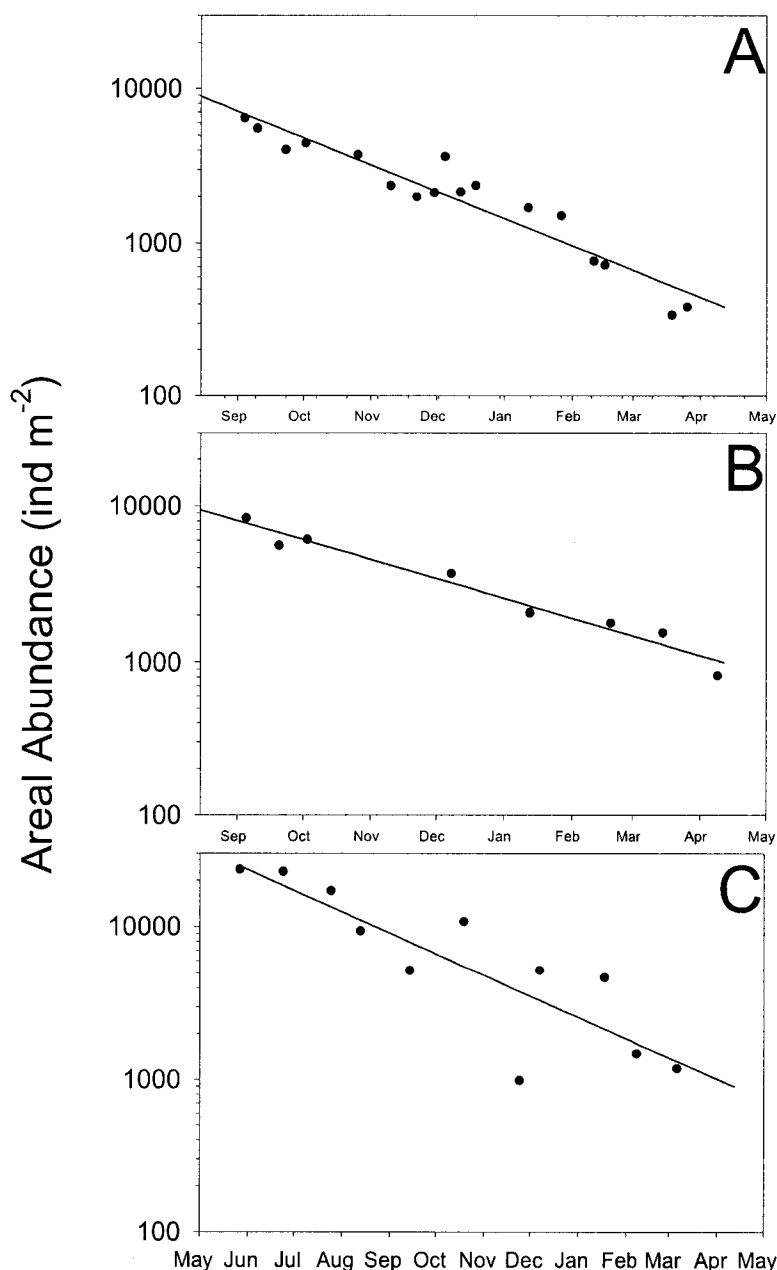 A
10000
1000
100
Sep Oct Nov Dec Jan Feb Mar Apr May
B
10000
1000
100
Sep Oct Nov Dec Jan Feb Mar Apr May
C
10000
1000
100
May Jun Jul Aug Sep Oct Nov Dec Jan Feb Mar Apr May
Areal Abundance (ind m⁻²)